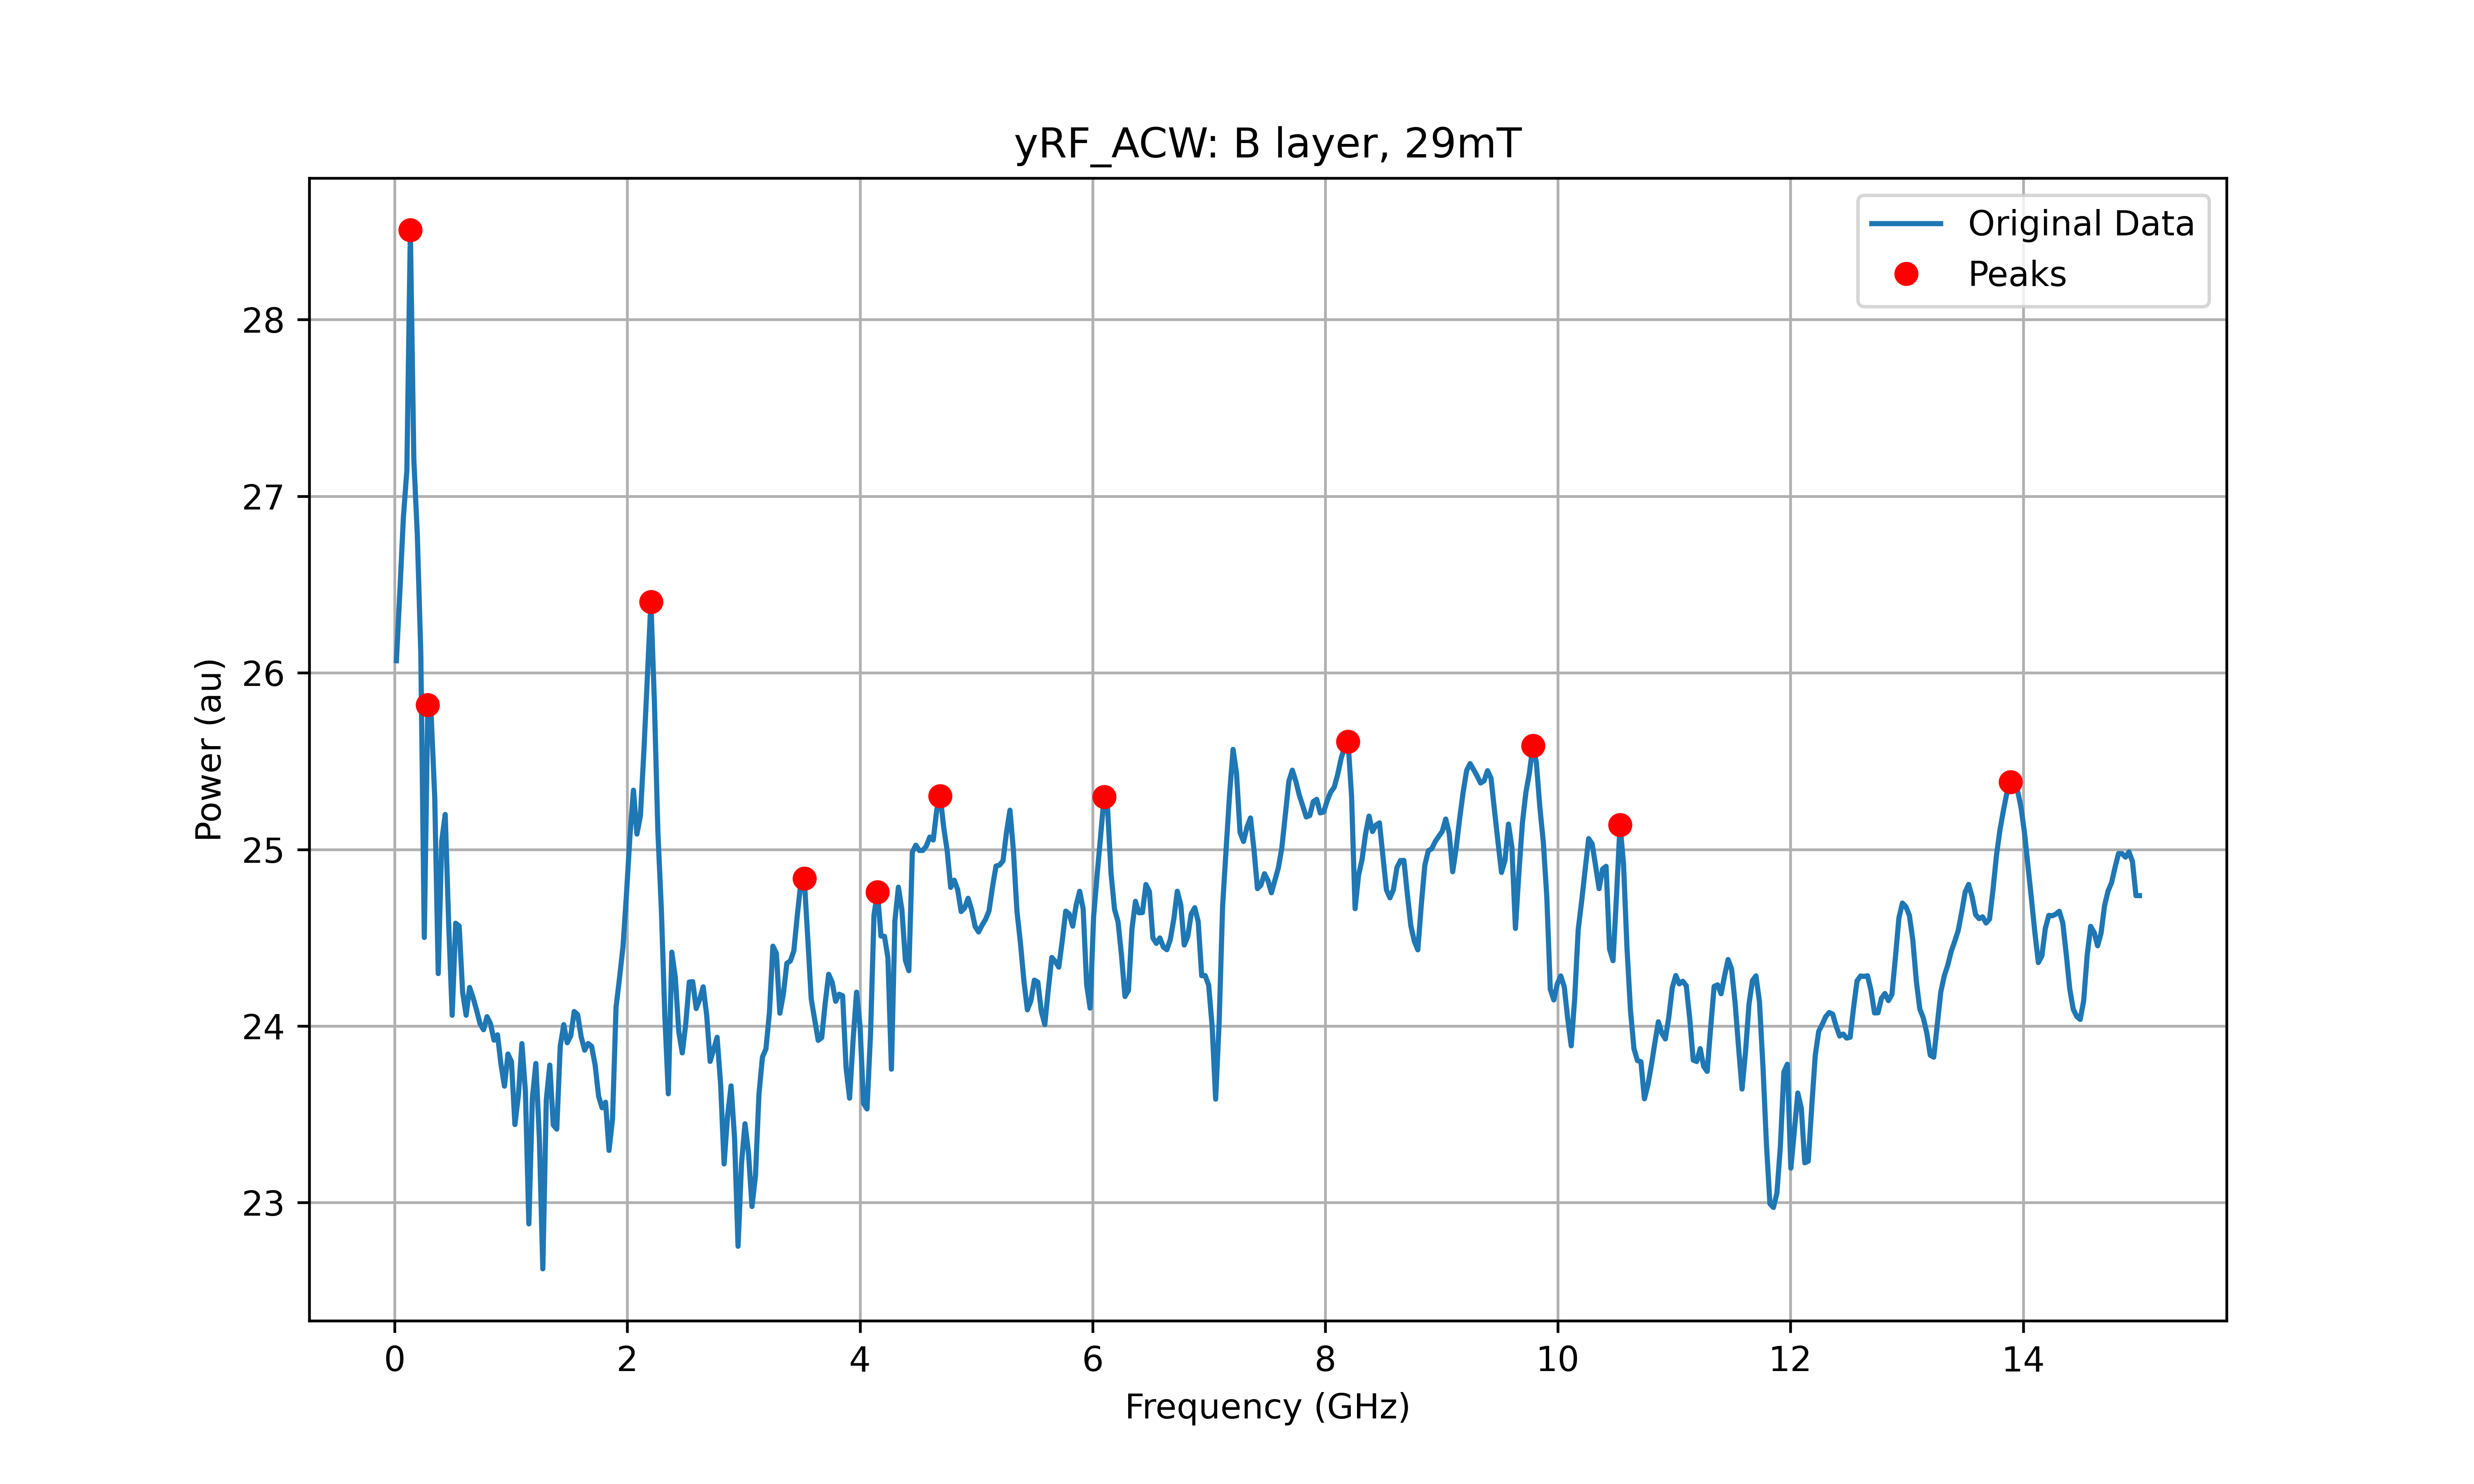 yRF_ACW: B layer, 29mT
Original Data
Peaks
28
27
26
25
24
23
Power (au)
0 2 4 6 8 10 12 14
Frequency (GHz)